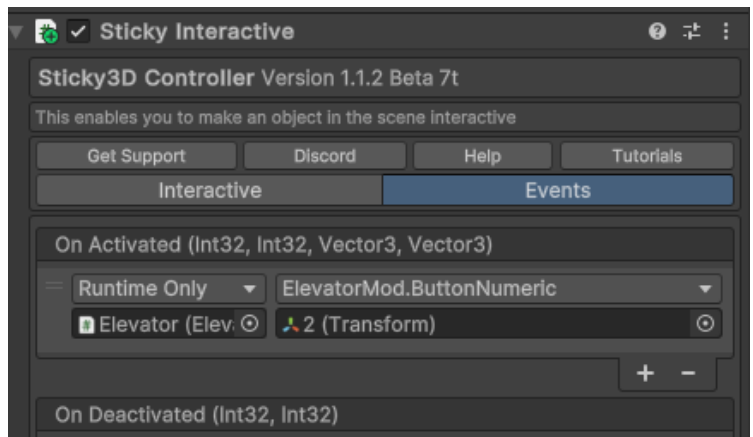 Sticky Interactive
Sticky3D Controller Version 1.1.2 Beta 7t
This enables you to make an object in the scene interactive
Get Support Discord Help Tutorials
Interactive Events
On Activated (Int32, Int32, Vector3, Vector3)
Runtime Only ElevatorMod.ButtonNumeric
Elevator (Elev 2 (Transform)
On Deactivated (Int32, Int32)